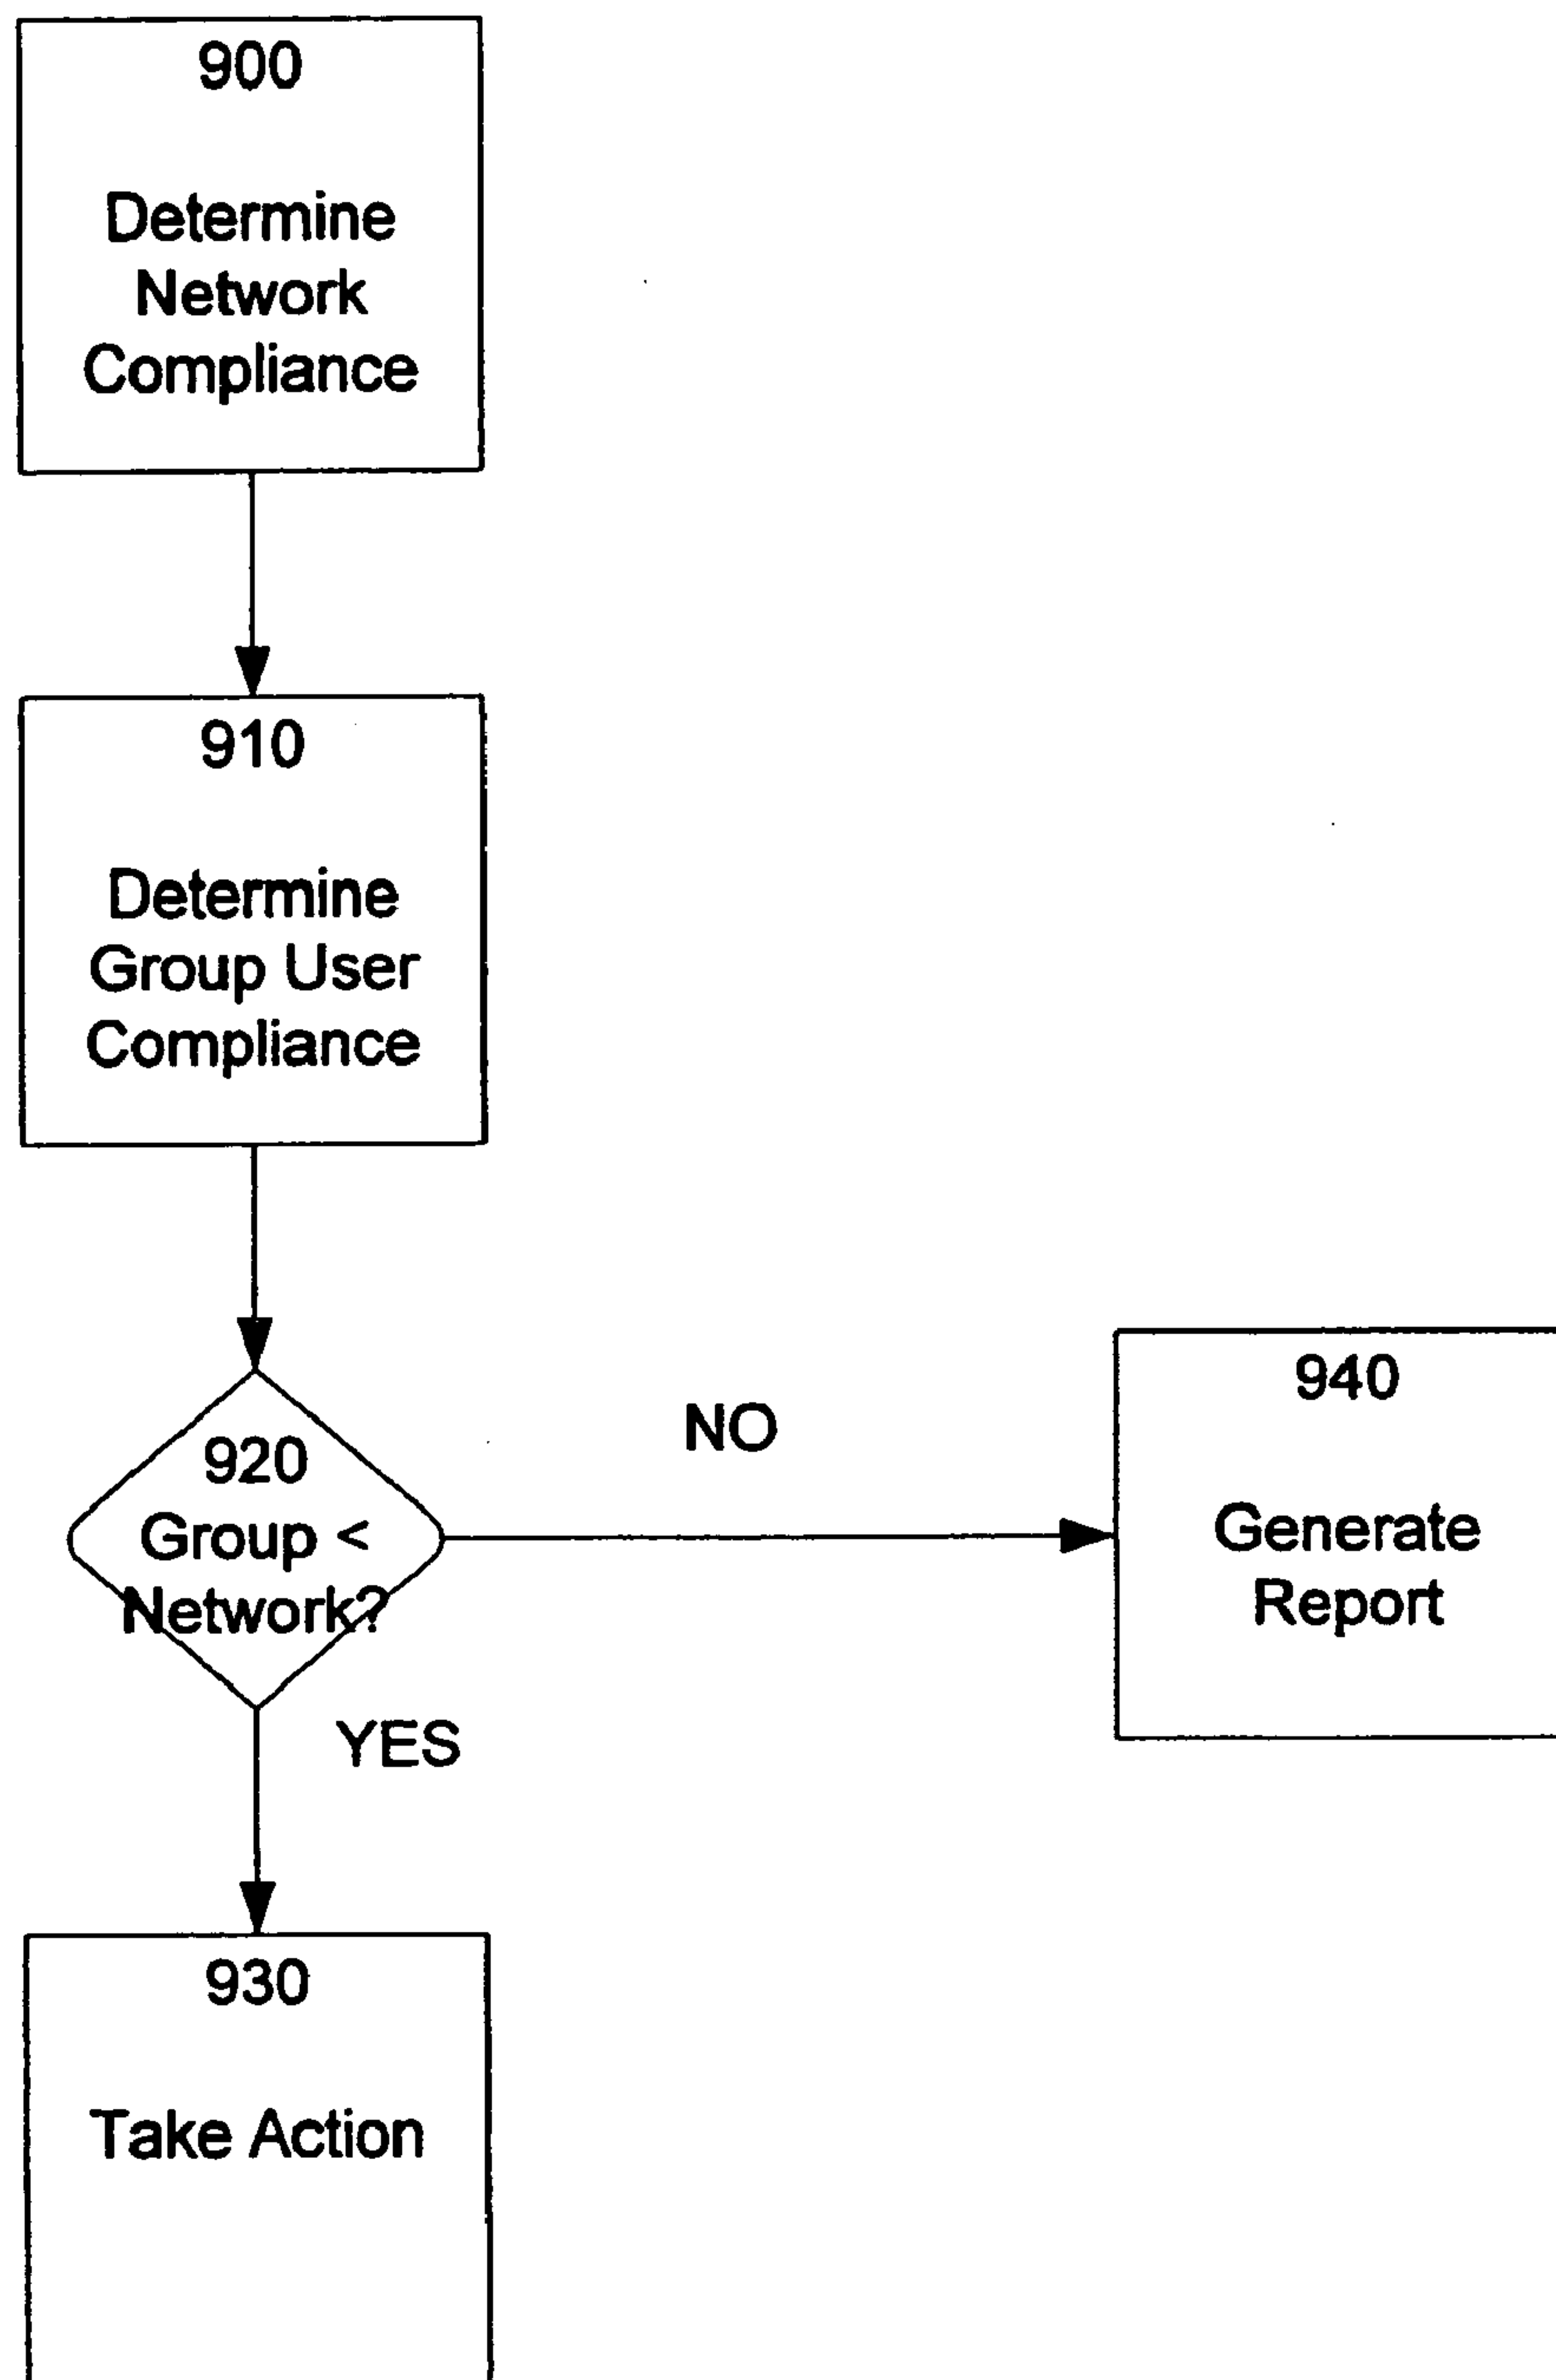 900
Determine
Network
Compliance
910
Determine
Group User
Compliance
920
Group <
Network?
NO
940
Generate
Report
YES
930
Take Action